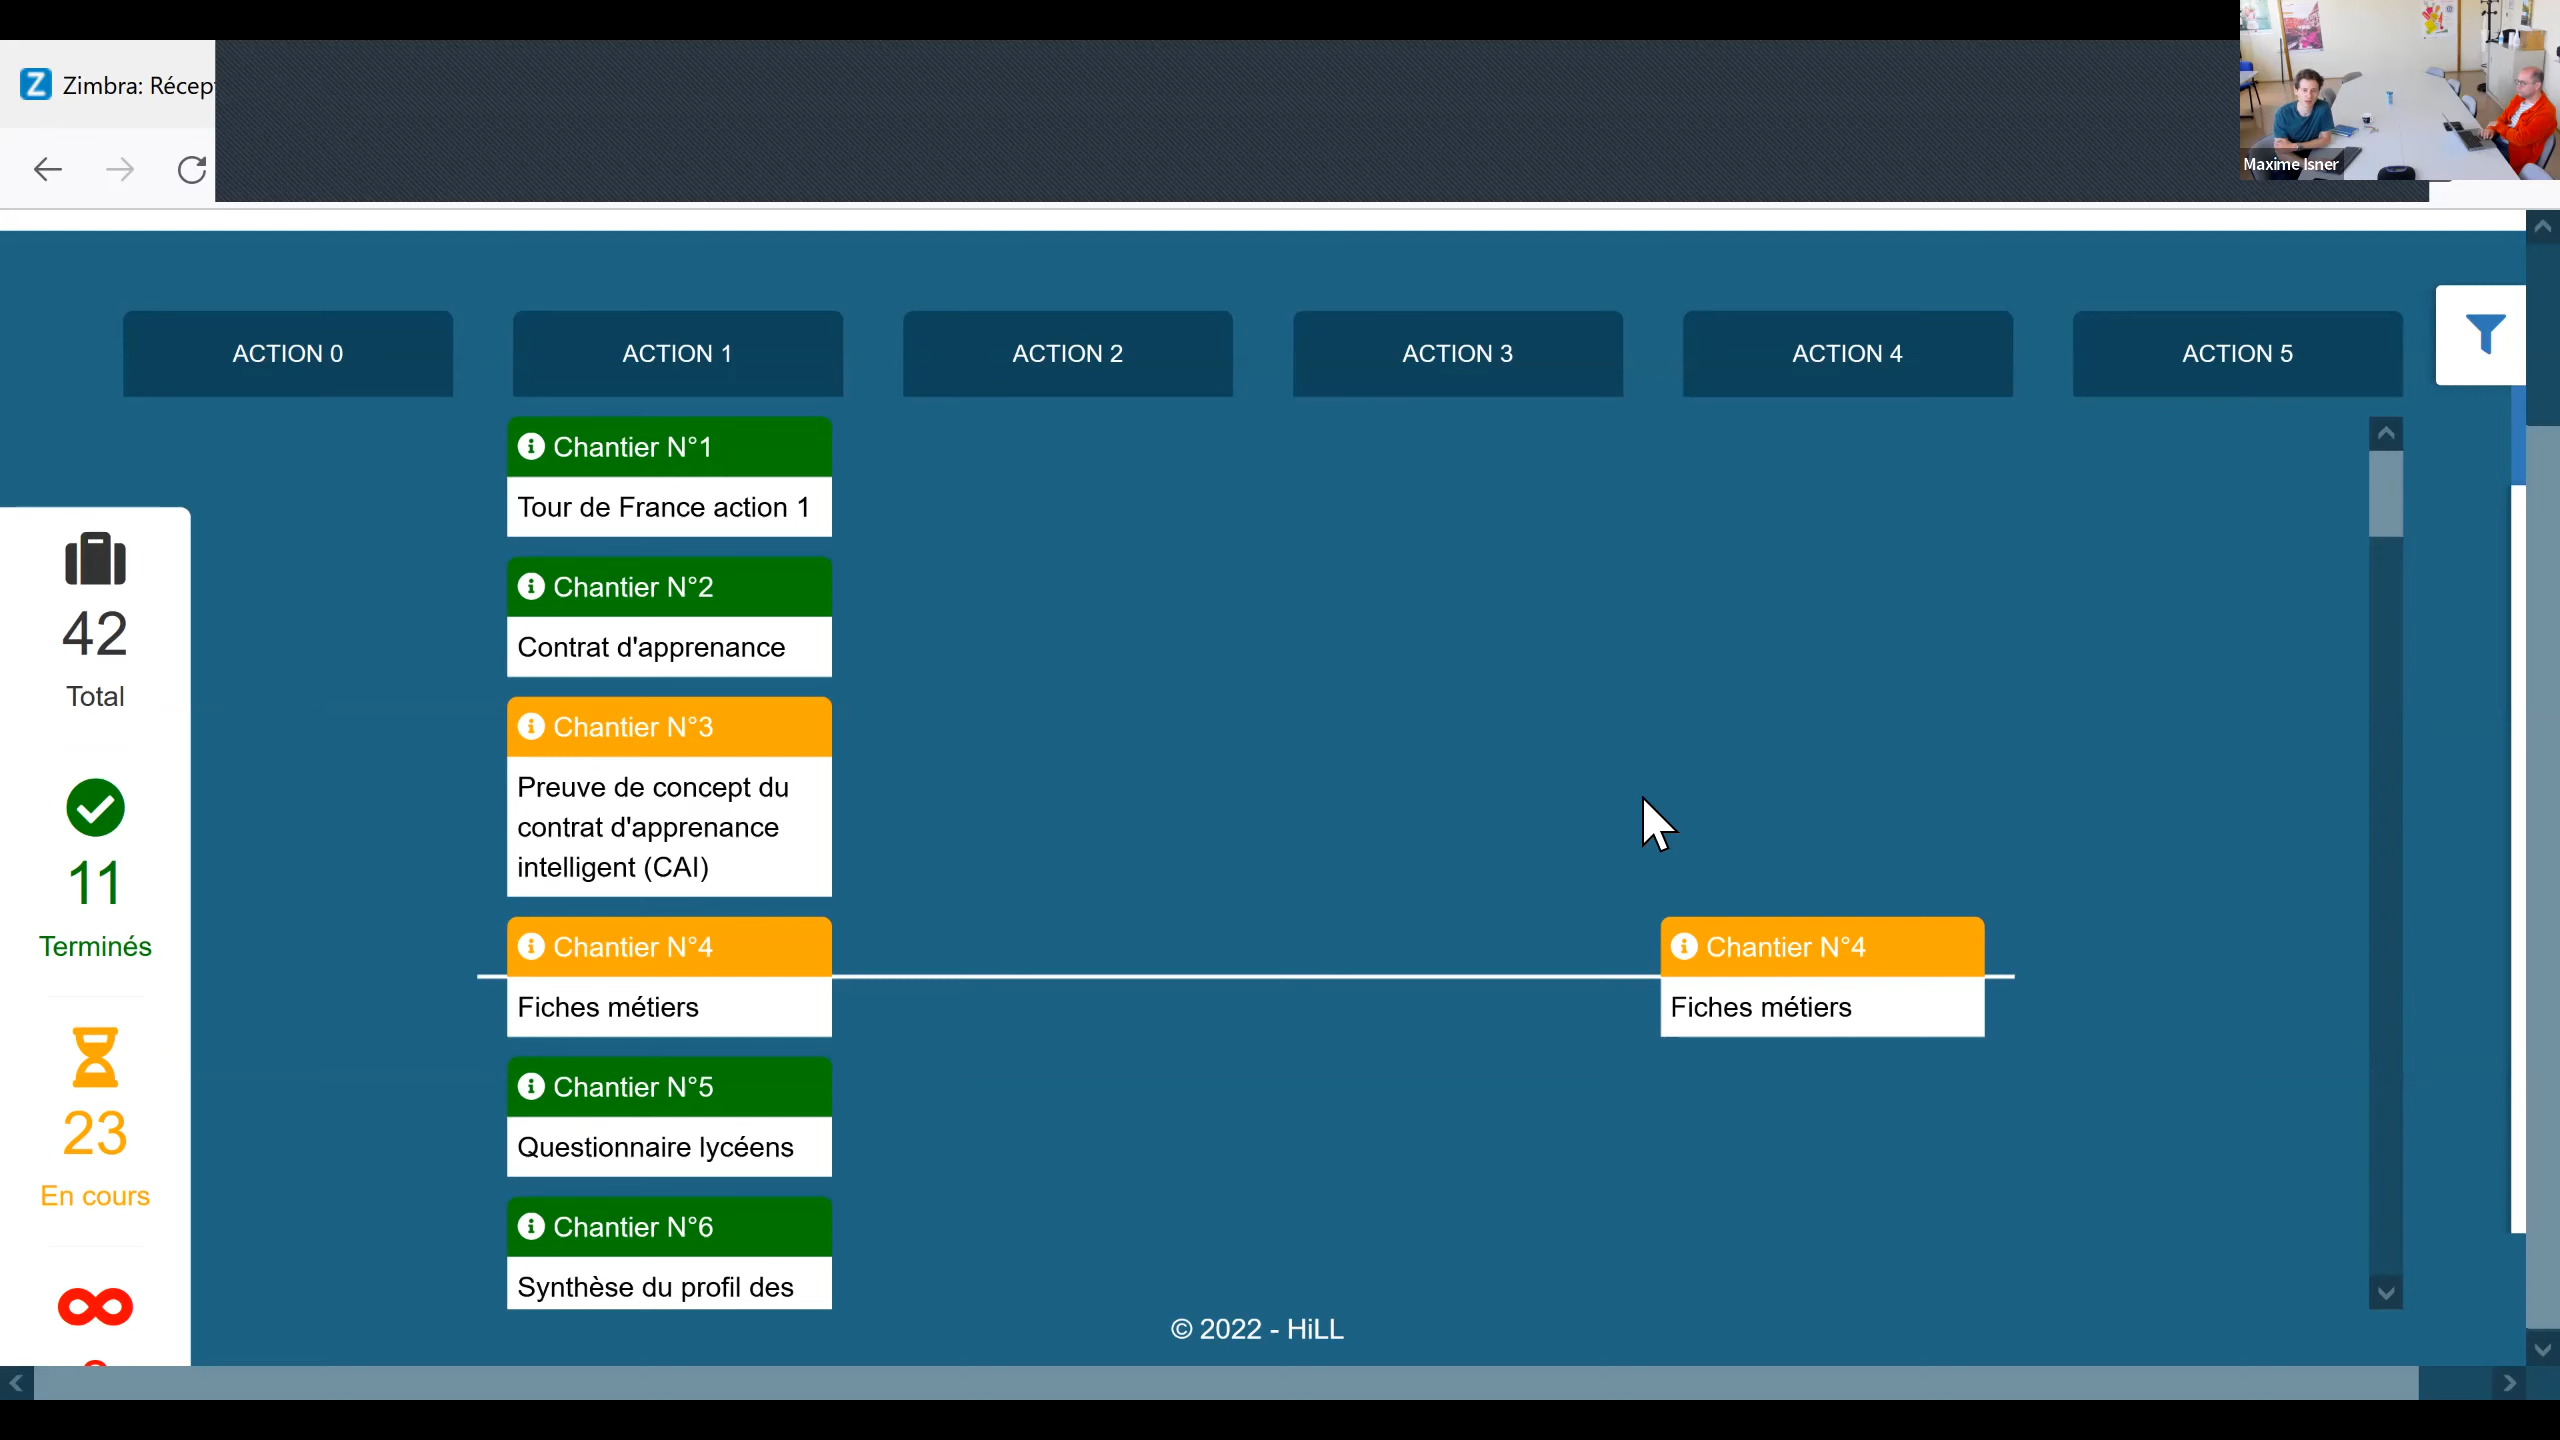 Zimbra: Récep
Maxime Isner
ACTION 0
ACTION 1
ACTION 2
ACTION 3
ACTION 4
ACTION 5
Chantier N°1
Tour de France action 1
Chantier N°2
Contrat d'apprenance
Chantier N°3
Preuve de concept du
contrat d'apprenance
intelligent (CAI)
Chantier N°4
Fiches métiers
Chantier N°4
Fiches métiers
Chantier N°5
Questionnaire lycéens
Chantier N°6
Synthèse du profil des
42
Total
11
Terminés
23
En cours
© 2022 - HiLL